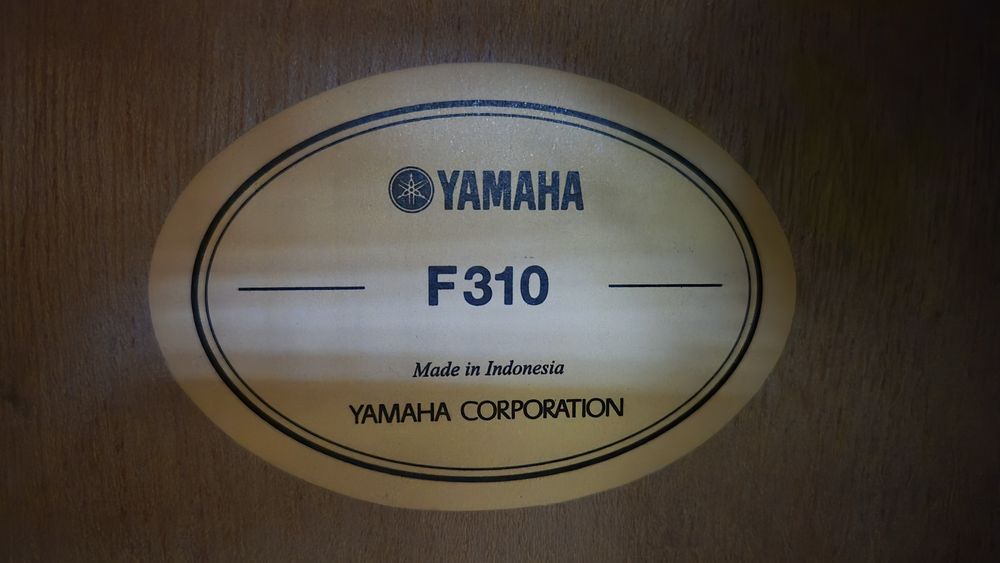 YAMAHA
F310
Made in Indonesia
YAMAHA CORPORATION